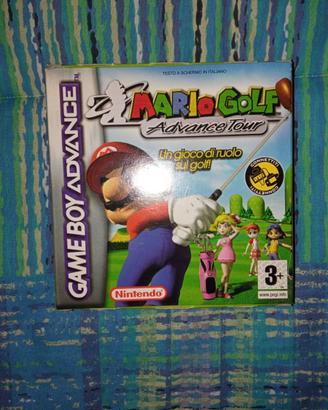 TESTO A SCHERMO IN ITALIANO
MARIO GOLF
Advance Tour
Un gioco di ruolo
sul golf!
GAME BOY ADVANCE
Nintendo
3+
www.pegi.info